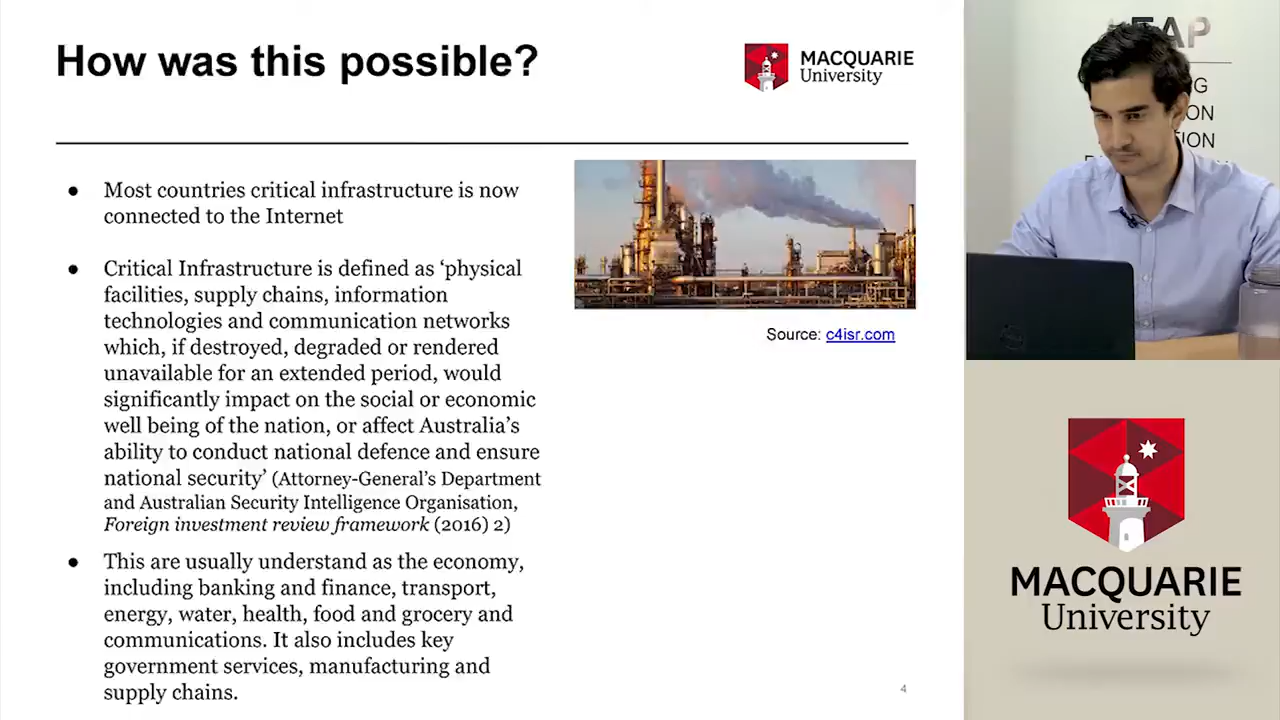 How was this possible?
MACQUARIE
University
● Most countries critical infrastructure is now
connected to the Internet
● Critical Infrastructure is defined as ‘physical
facilities, supply chains, information
technologies and communication networks
which, if destroyed, degraded or rendered
unavailable for an extended period, would
significantly impact on the social or economic
well being of the nation, or affect Australia’s
ability to conduct national defence and ensure
national security’ (Attorney-General’s Department
and Australian Security Intelligence Organisation,
Foreign investment review framework (2016) 2)
● This are usually understand as the economy,
including banking and finance, transport,
energy, water, health, food and grocery and
communications. It also includes key
government services, manufacturing and
supply chains.
Source: c4isr.com
4
MACQUARIE
University